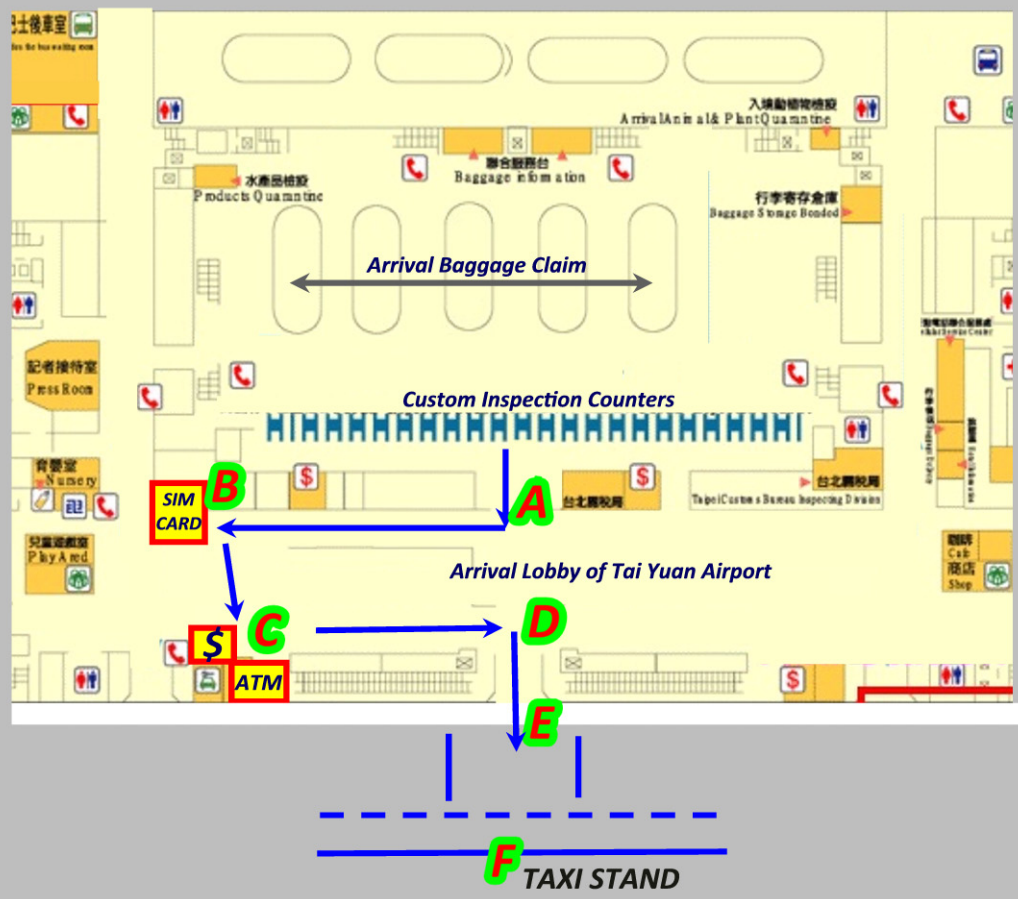 巴士後車室
入境動植物檢疫
Arrival Animal & Plant Quarantine
聯合服務台
Baggage information
水產品檢疫
Products Quarantine
行李寄存倉庫
Baggage Storage Bonded
Arrival Baggage Claim
記者接待室
Press Room
Custom Inspection Counters
育嬰室
Nursery
SIM
CARD
B
$
A
$
台北關稅局
台北關稅局
Taipei Customs Bureau Inspecting Division
兒童遊戲室
Play Area
Arrival Lobby of Tai Yuan Airport
咖啡
Cafe
商店
Shop
$
C
D
ATM
$
E
F
TAXI STAND